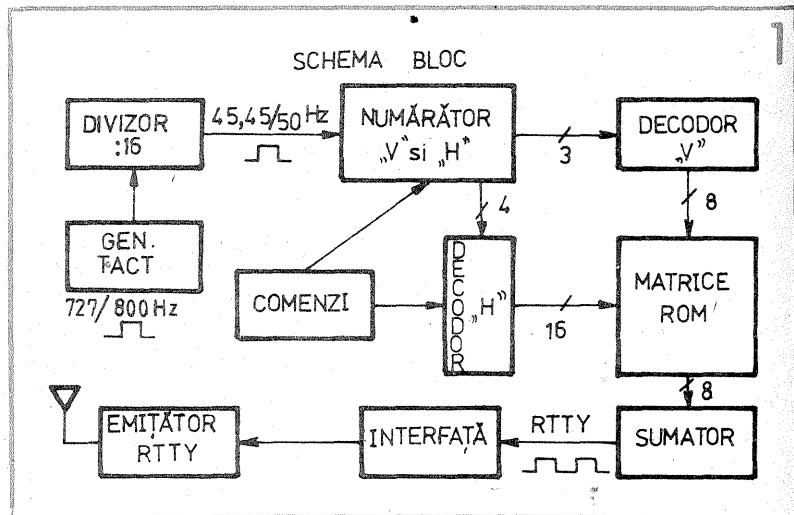 1
SCHEMA BLOC
DIVIZOR
:16
45,45/50 Hz
NUMĂRĂTOR
„V” si „H”
3
DECODOR
„V”
4
8
GEN.
TACT
727/800 Hz
COMENZI
DECODOR
„H”
16
MATRICE
ROM
8
EMIȚĂTOR
RTTY
INTERFAȚĂ
RTTY
SUMATOR